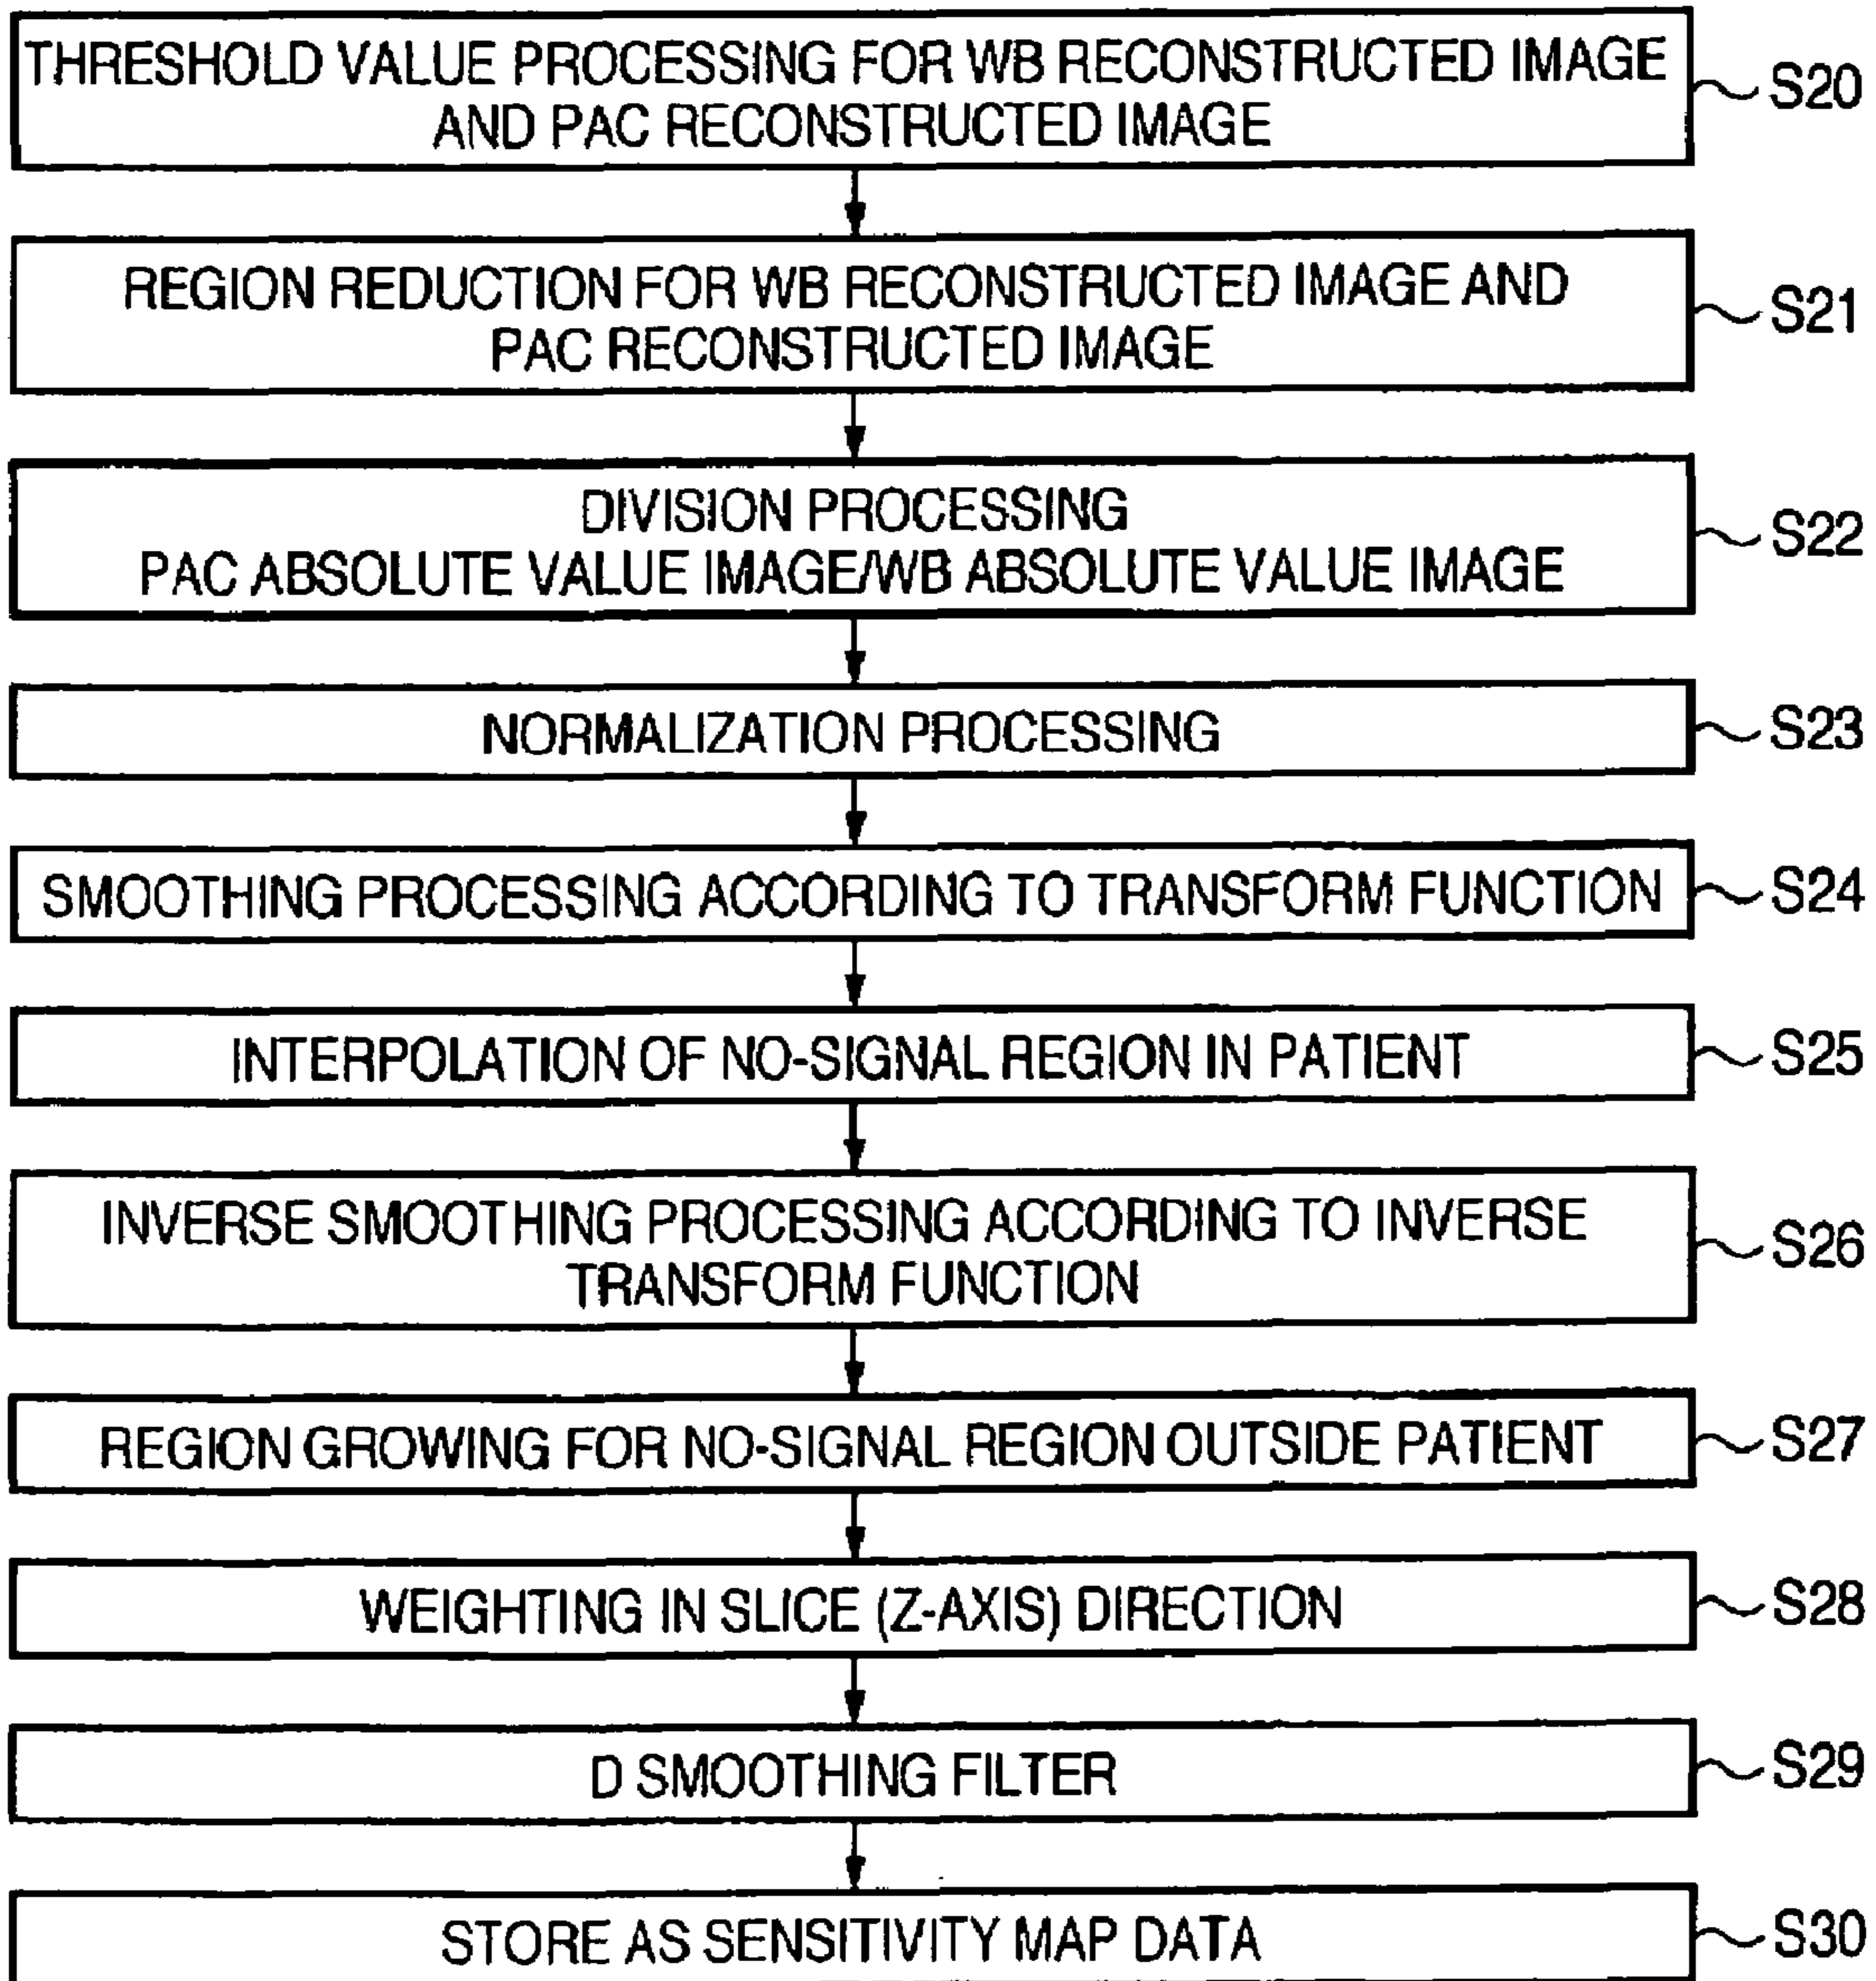 THRESHOLD VALUE PROCESSING FOR WB RECONSTRUCTED IMAGE
AND PAC RECONSTRUCTED IMAGE
S20
REGION REDUCTION FOR WB RECONSTRUCTED IMAGE AND
PAC RECONSTRUCTED IMAGE
S21
DIVISION PROCESSING
PAC ABSOLUTE VALUE IMAGE/WB ABSOLUTE VALUE IMAGE
S22
NORMALIZATION PROCESSING
S23
SMOOTHING PROCESSING ACCORDING TO TRANSFORM FUNCTION
S24
INTERPOLATION OF NO-SIGNAL REGION IN PATIENT
S25
INVERSE SMOOTHING PROCESSING ACCORDING TO INVERSE
TRANSFORM FUNCTION
S26
REGION GROWING FOR NO-SIGNAL REGION OUTSIDE PATIENT
S27
WEIGHTING IN SLICE (Z-AXIS) DIRECTION
S28
D SMOOTHING FILTER
S29
STORE AS SENSITIVITY MAP DATA
S30